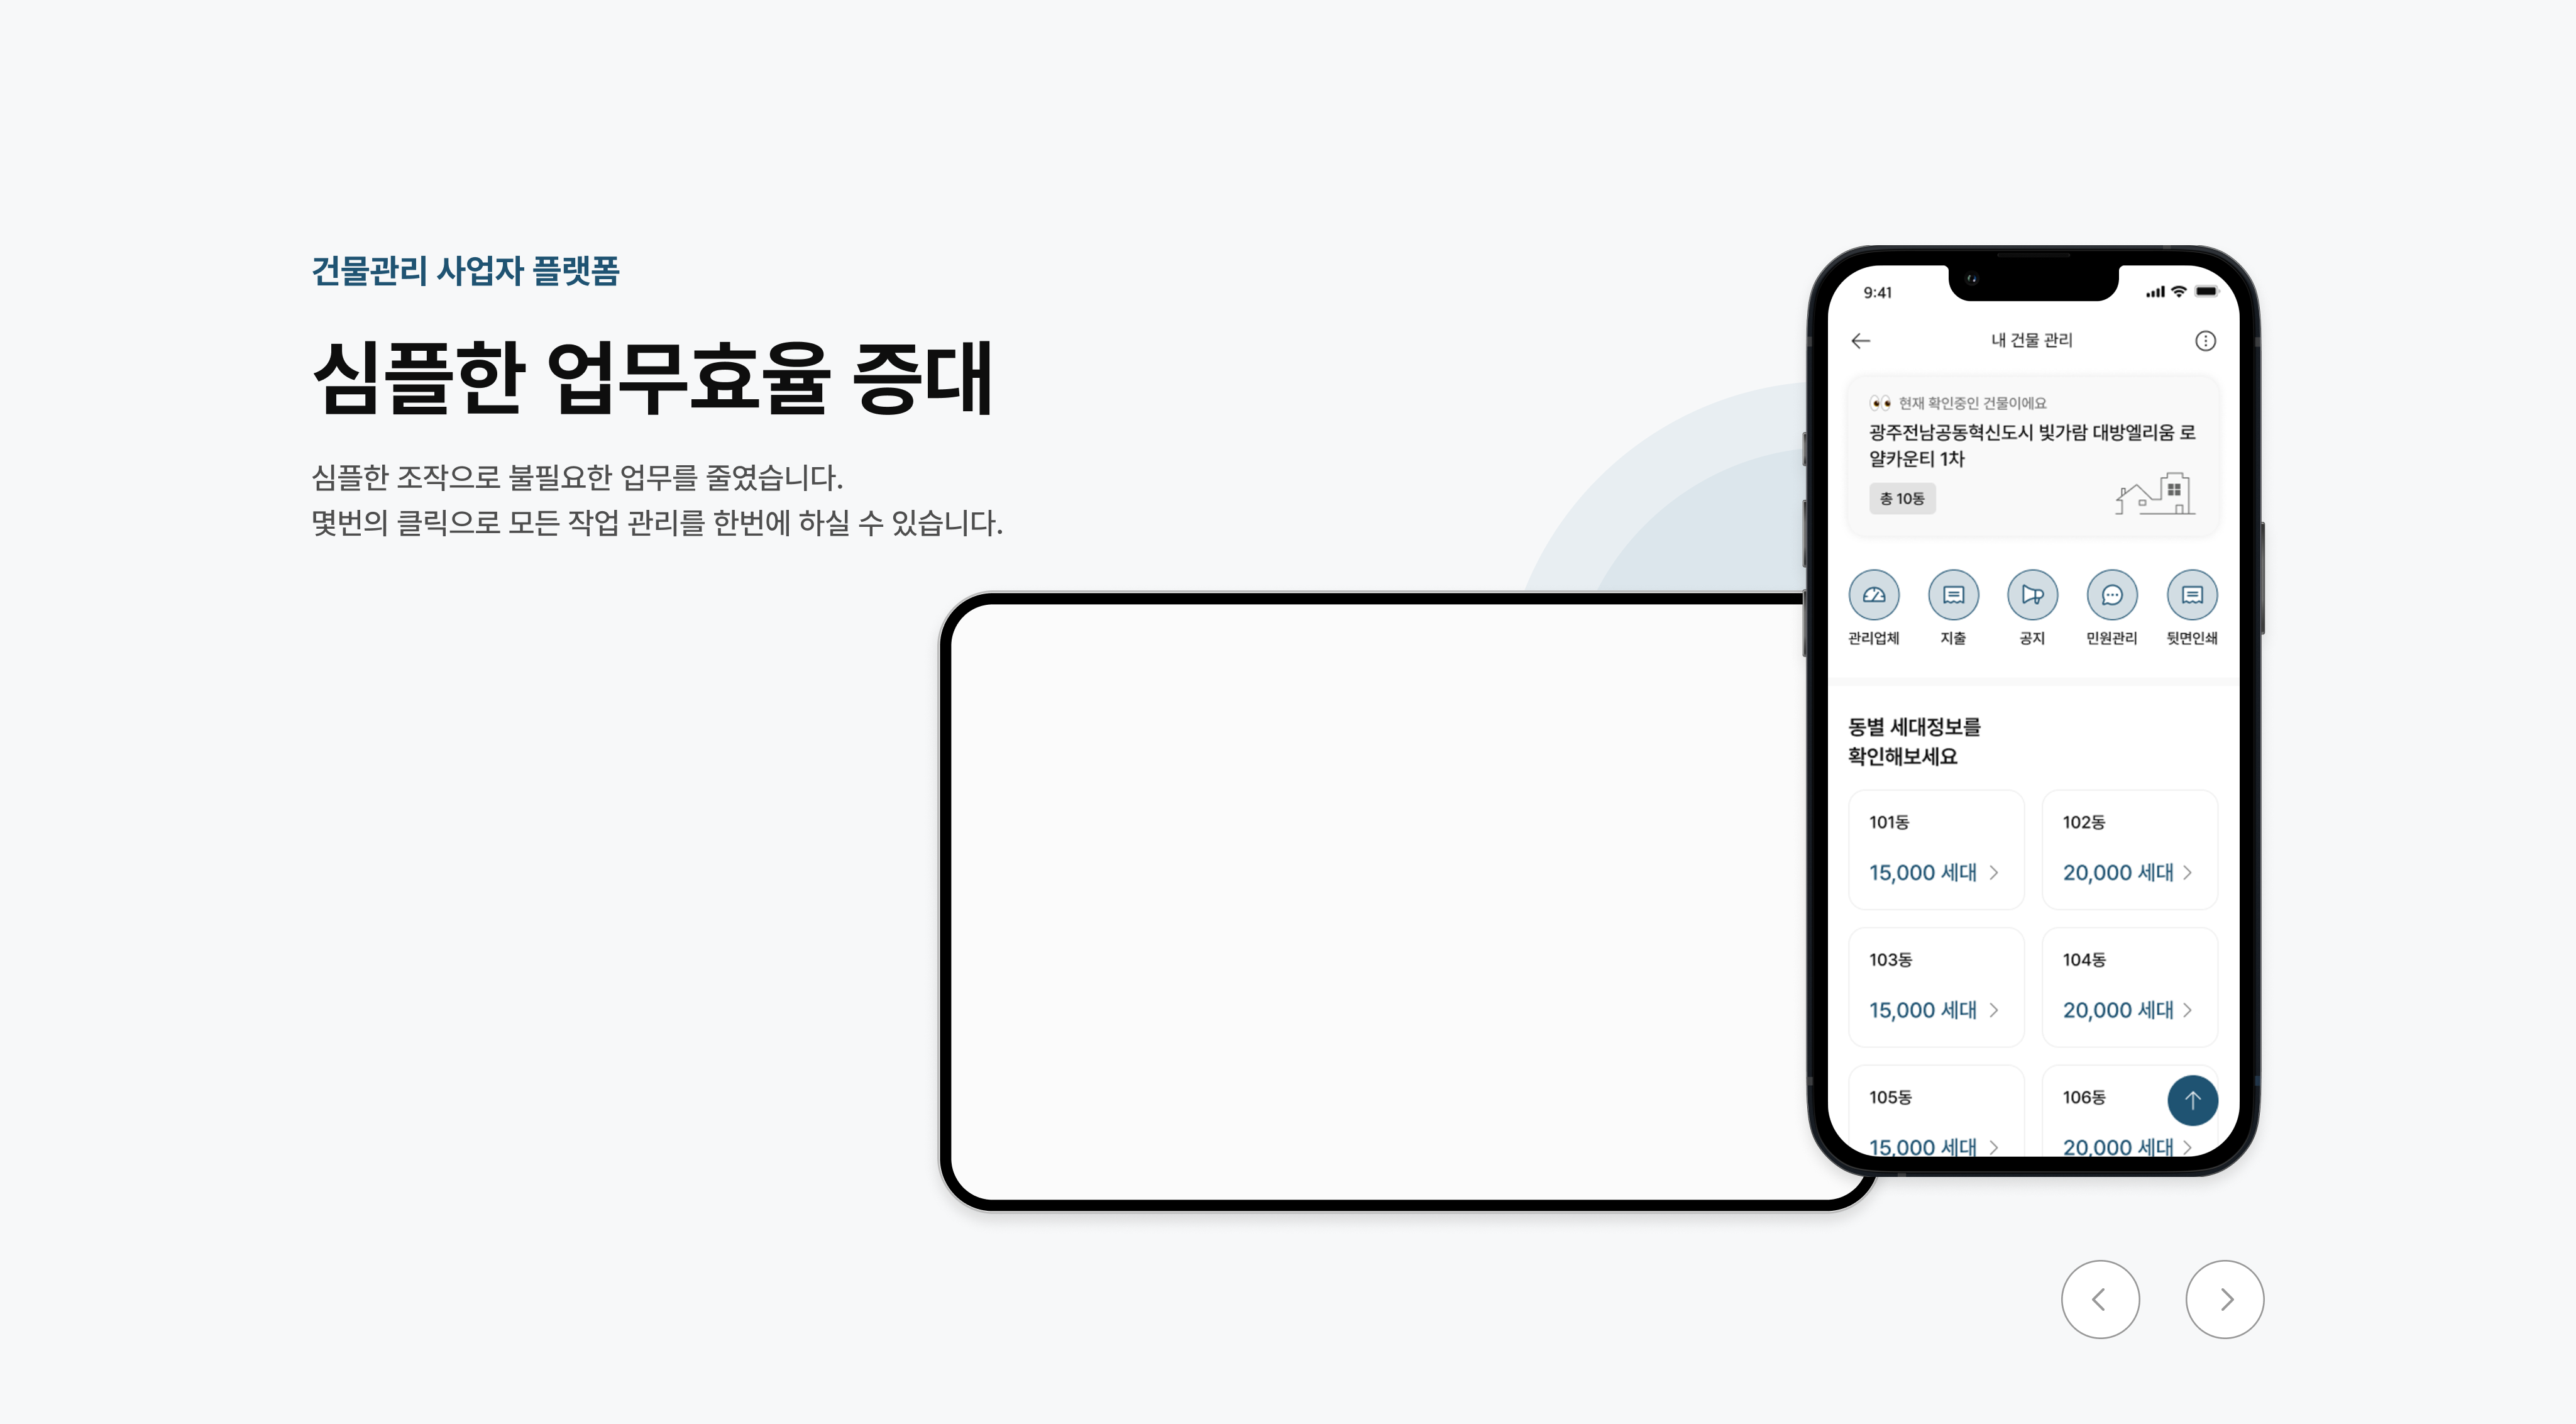 건물관리 사업자 플랫폼
심플한 업무효율 증대
심플한 조작으로 불필요한 업무를 줄였습니다.
몇번의 클릭으로 모든 작업 관리를 한번에 하실 수 있습니다.
9:41
내 건물 관리
현재 확인중인 건물이에요
광주전남공동혁신도시 빛가람 대방엘리움 로
얄카운티 1차
총 10동
관리업체 지출 공지 민원관리 뒷면인쇄
동별 세대정보를
확인해보세요
101동 102동
15,000 세대 20,000 세대
103동 104동
15,000 세대 20,000 세대
105동 106동
15,000 세대 20,000 세대